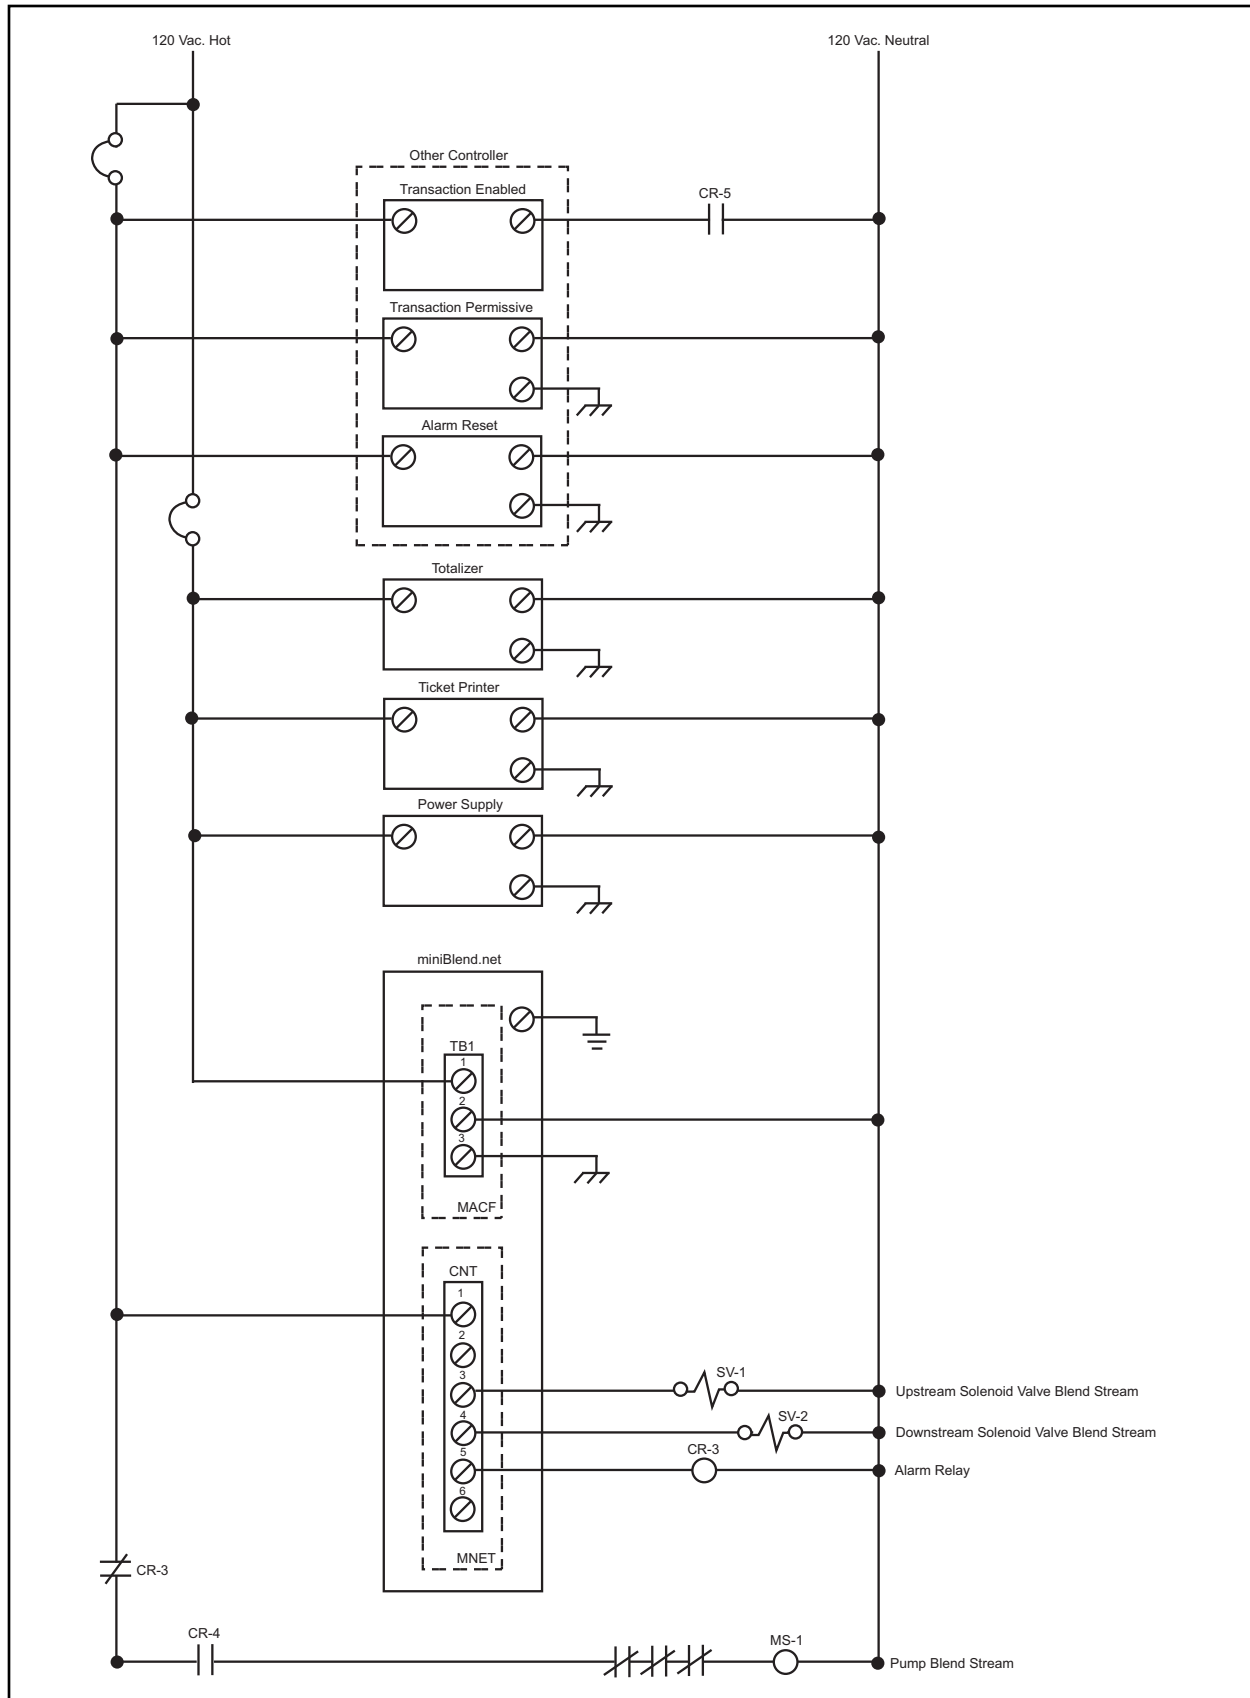 120 Vac. Hot
120 Vac. Neutral
Other Controller
Transaction Enabled
CR-5
Transaction Permissive
Alarm Reset
Totalizer
Ticket Printer
Power Supply
miniBlend.net
TB1
1
2
3
MACF
CNT
1
2
3
4
5
6
MNET
SV-1
Upstream Solenoid Valve Blend Stream
SV-2
Downstream Solenoid Valve Blend Stream
CR-3
Alarm Relay
CR-3
CR-4
MS-1
Pump Blend Stream